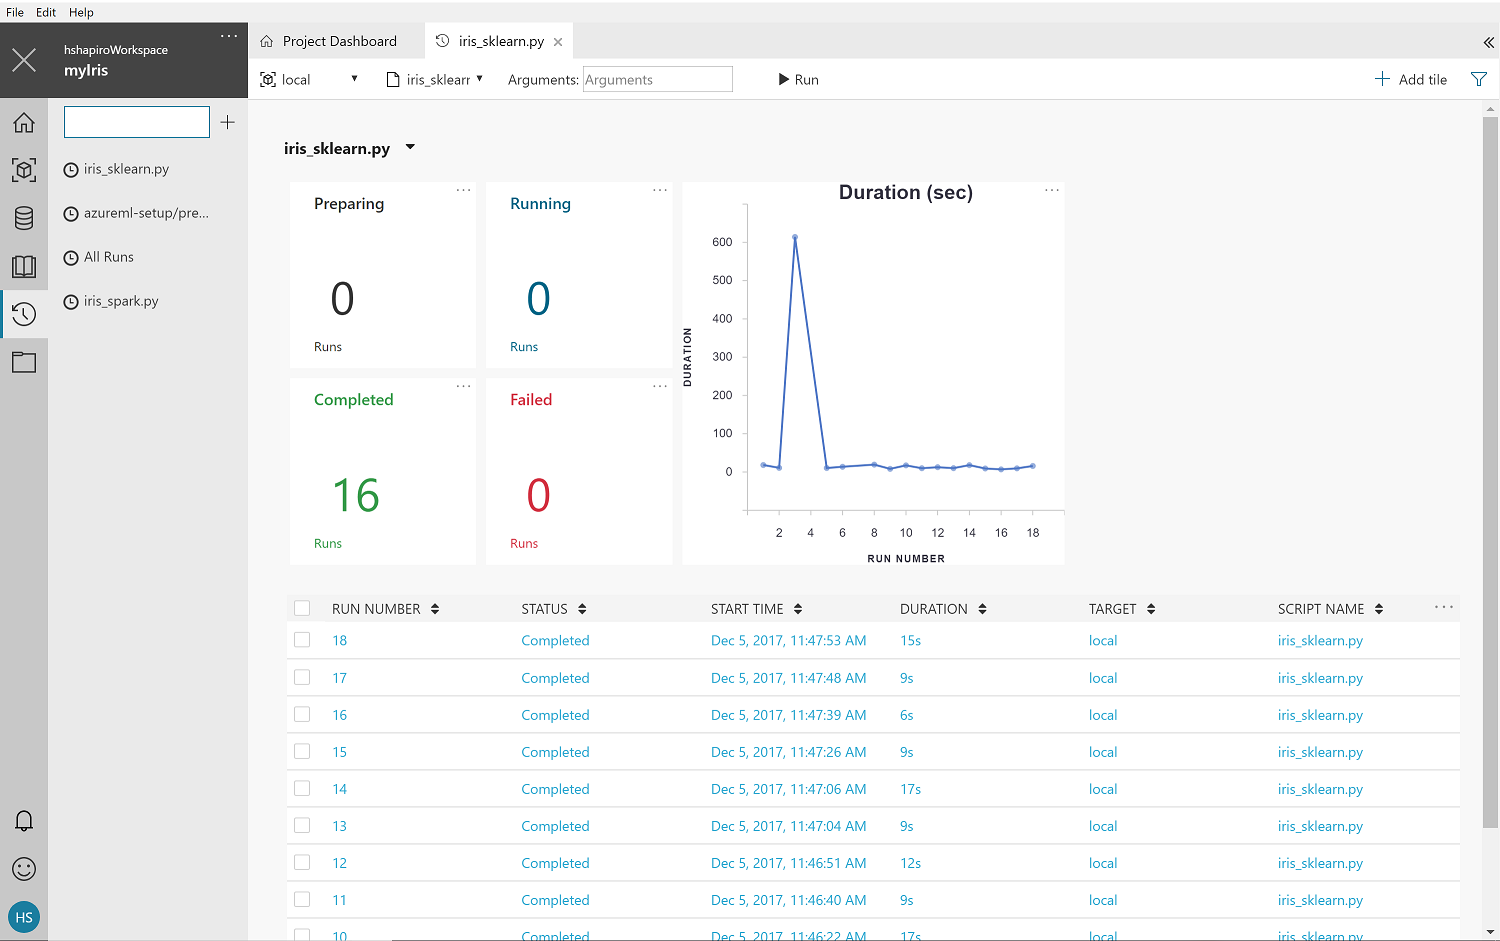 File Edit Help
hshapiroWorkspace
myIris
Project Dashboard
iris_sklearn.py
local
iris_sklearr
Arguments: Arguments
Run
Add tile
iris_sklearn.py
azureml-setup/pre...
All Runs
iris_spark.py
HS
iris_sklearn.py
Preparing
0
Runs
Running
0
Runs
Completed
16
Runs
Failed
0
Runs
Duration (sec)
DURATION
600
500
400
300
200
100
0
2 4 6 8 10 12 14 16 18
RUN NUMBER
RUN NUMBER STATUS START TIME DURATION TARGET SCRIPT NAME
18 Completed Dec 5, 2017, 11:47:53 AM 15s local iris_sklearn.py
17 Completed Dec 5, 2017, 11:47:48 AM 9s local iris_sklearn.py
16 Completed Dec 5, 2017, 11:47:39 AM 6s local iris_sklearn.py
15 Completed Dec 5, 2017, 11:47:26 AM 9s local iris_sklearn.py
14 Completed Dec 5, 2017, 11:47:06 AM 17s local iris_sklearn.py
13 Completed Dec 5, 2017, 11:47:04 AM 9s local iris_sklearn.py
12 Completed Dec 5, 2017, 11:46:51 AM 12s local iris_sklearn.py
11 Completed Dec 5, 2017, 11:46:40 AM 9s local iris_sklearn.py
10 Completed Dec 5, 2017, 11:46:22 AM 17s local iris_sklearn.py